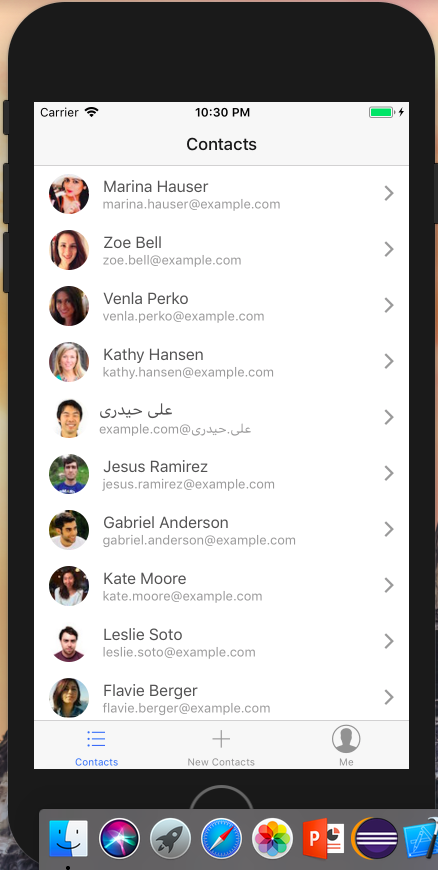 Carrier
10:30 PM
Contacts
Marina Hauser
marina.hauser@example.com
Zoe Bell
zoe.bell@example.com
Venla Perko
venla.perko@example.com
Kathy Hansen
kathy.hansen@example.com
علی حیدری
علی.حیدری@example.com
Jesus Ramirez
jesus.ramirez@example.com
Gabriel Anderson
gabriel.anderson@example.com
Kate Moore
kate.moore@example.com
Leslie Soto
leslie.soto@example.com
Flavie Berger
flavie.berger@example.com
Contacts
New Contacts
Me
P